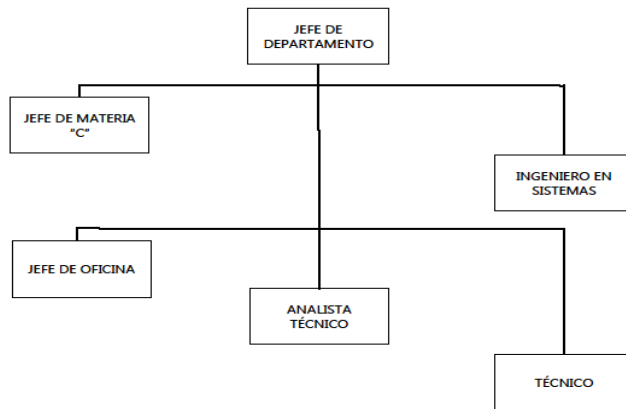 JEFE DE
DEPARTAMENTO
JEFE DE MATERIA
"C"
INGENIERO EN
SISTEMAS
JEFE DE OFICINA
ANALISTA
TÉCNICO
TÉCNICO